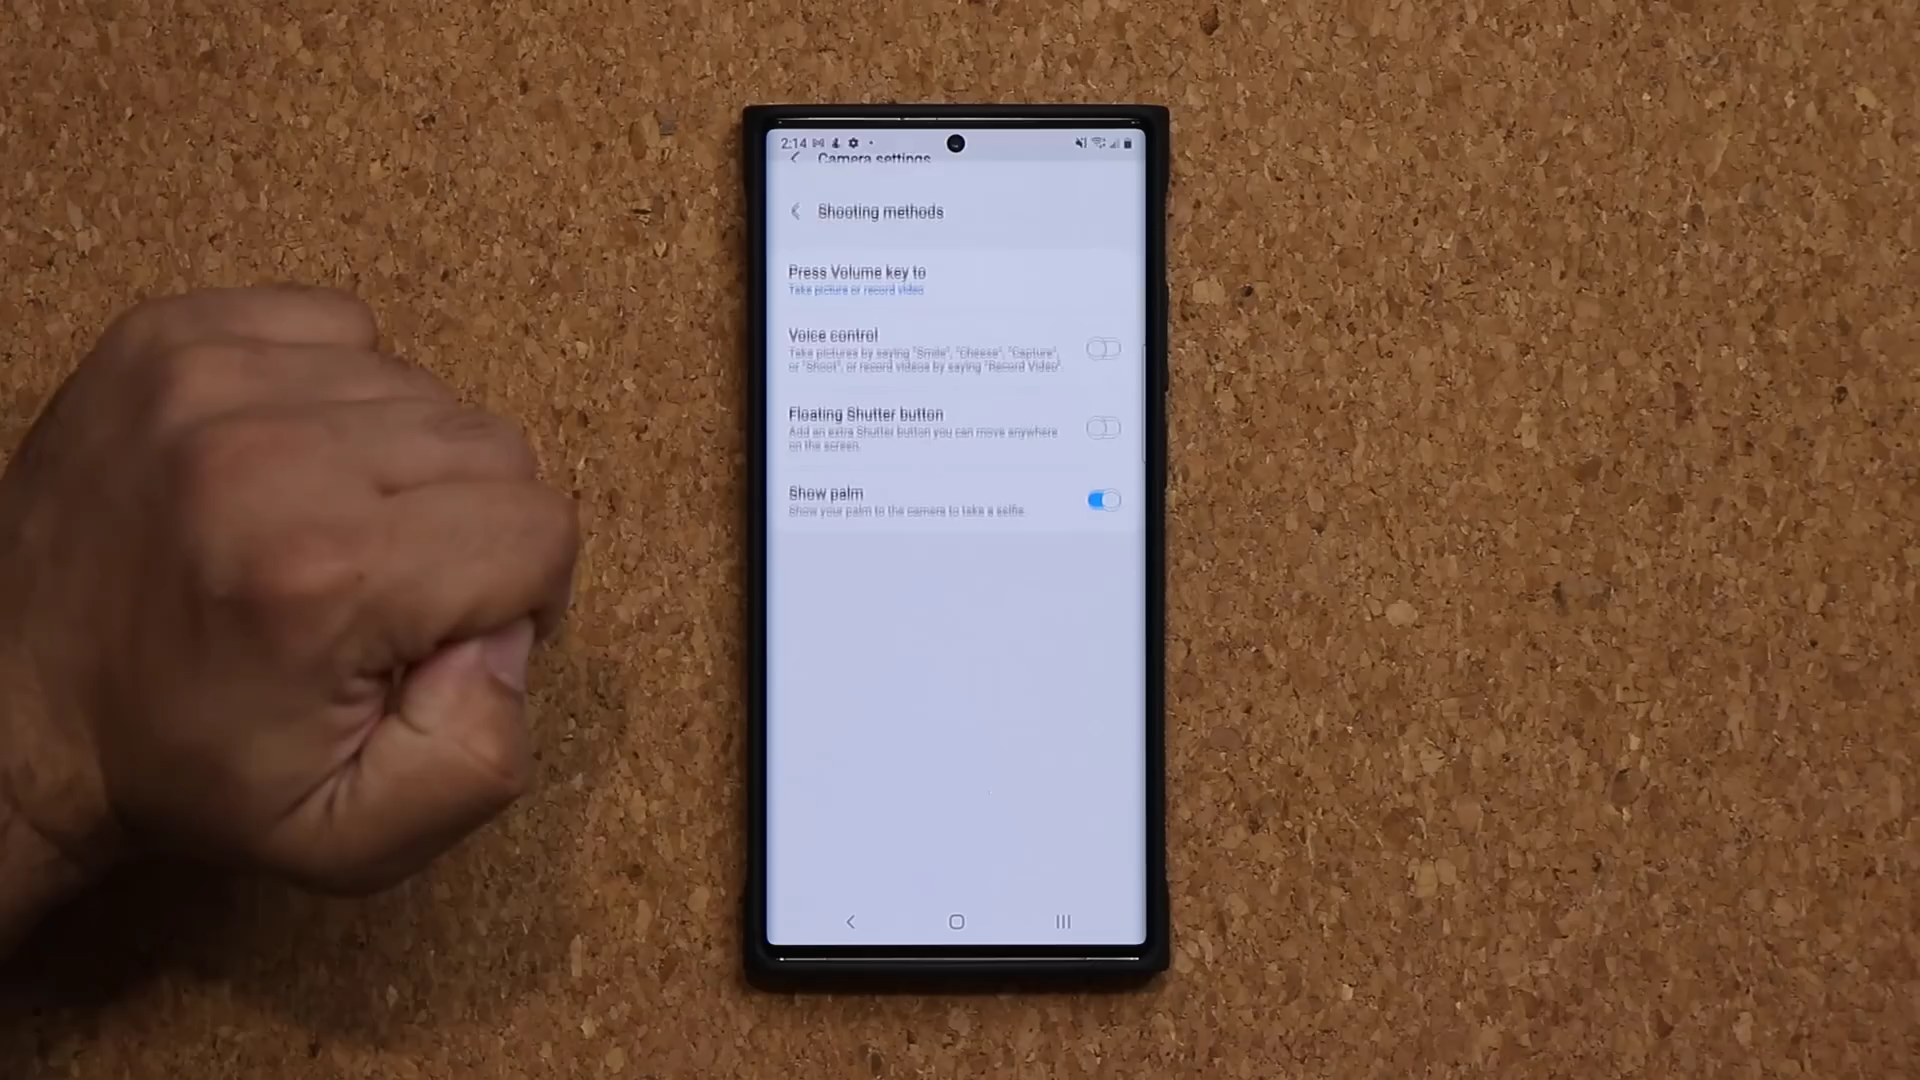 2:14
Camera settings
Shooting methods
Press Volume key to
Take picture or record video
Voice control
Take pictures by saying "Smile", "Cheese", "Capture",
or "Shoot", or record videos by saying "Record Video".
Floating Shutter button
Add an extra Shutter button you can move anywhere
on the screen.
Show palm
Show your palm to the camera to take a selfie.